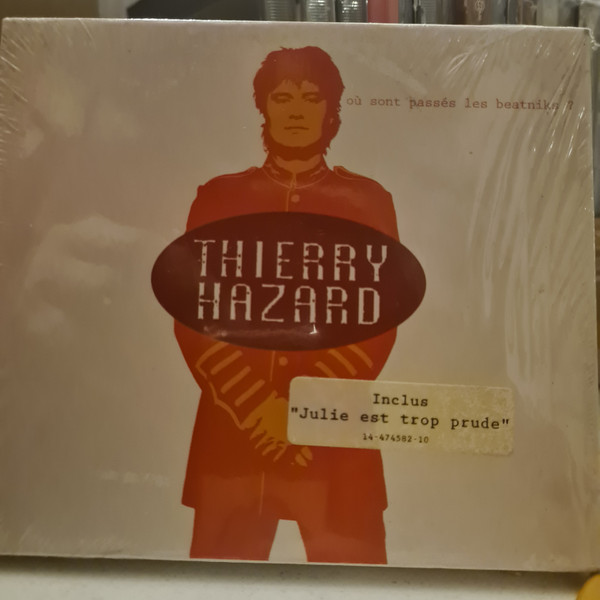 où sont passés les beatniks ?
THIERRY
HAZARD
Inclus
"Julie est trop prude"
14-474582-10